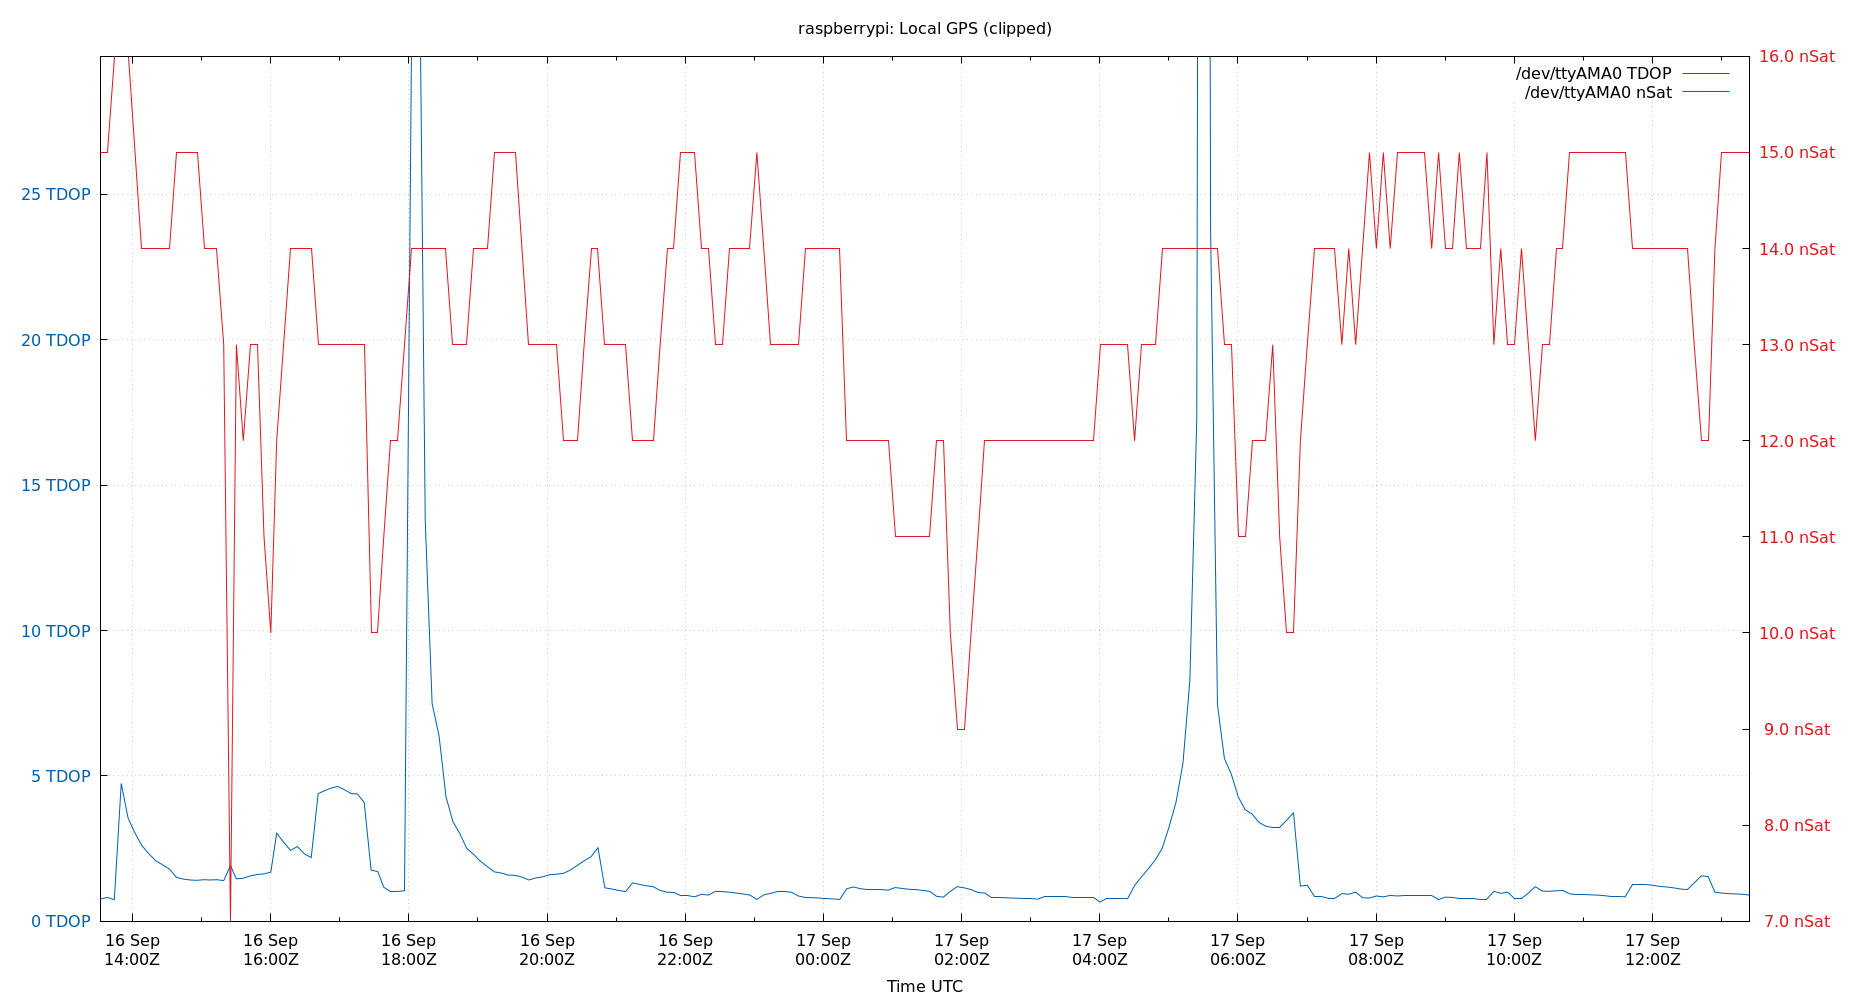 raspberrypi: Local GPS (clipped)
/dev/ttyAMA0 TDOP
/dev/ttyAMA0 nSat
25 TDOP
20 TDOP
15 TDOP
10 TDOP
5 TDOP
0 TDOP
16.0 nSat
15.0 nSat
14.0 nSat
13.0 nSat
12.0 nSat
11.0 nSat
10.0 nSat
9.0 nSat
8.0 nSat
7.0 nSat
16 Sep 16 Sep 16 Sep 16 Sep 16 Sep 17 Sep 17 Sep 17 Sep 17 Sep 17 Sep 17 Sep 17 Sep
14:00Z 16:00Z 18:00Z 20:00Z 22:00Z 00:00Z 02:00Z 04:00Z 06:00Z 08:00Z 10:00Z 12:00Z
Time UTC